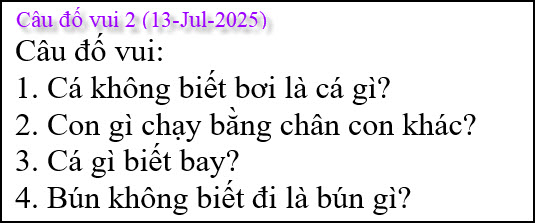 Câu đố vui 2 (13-Jul-2025)
Câu đố vui:
1. Cá không biết bơi là cá gì?
2. Con gì chạy bằng chân con khác?
3. Cá gì biết bay?
4. Bún không biết đi là bún gì?